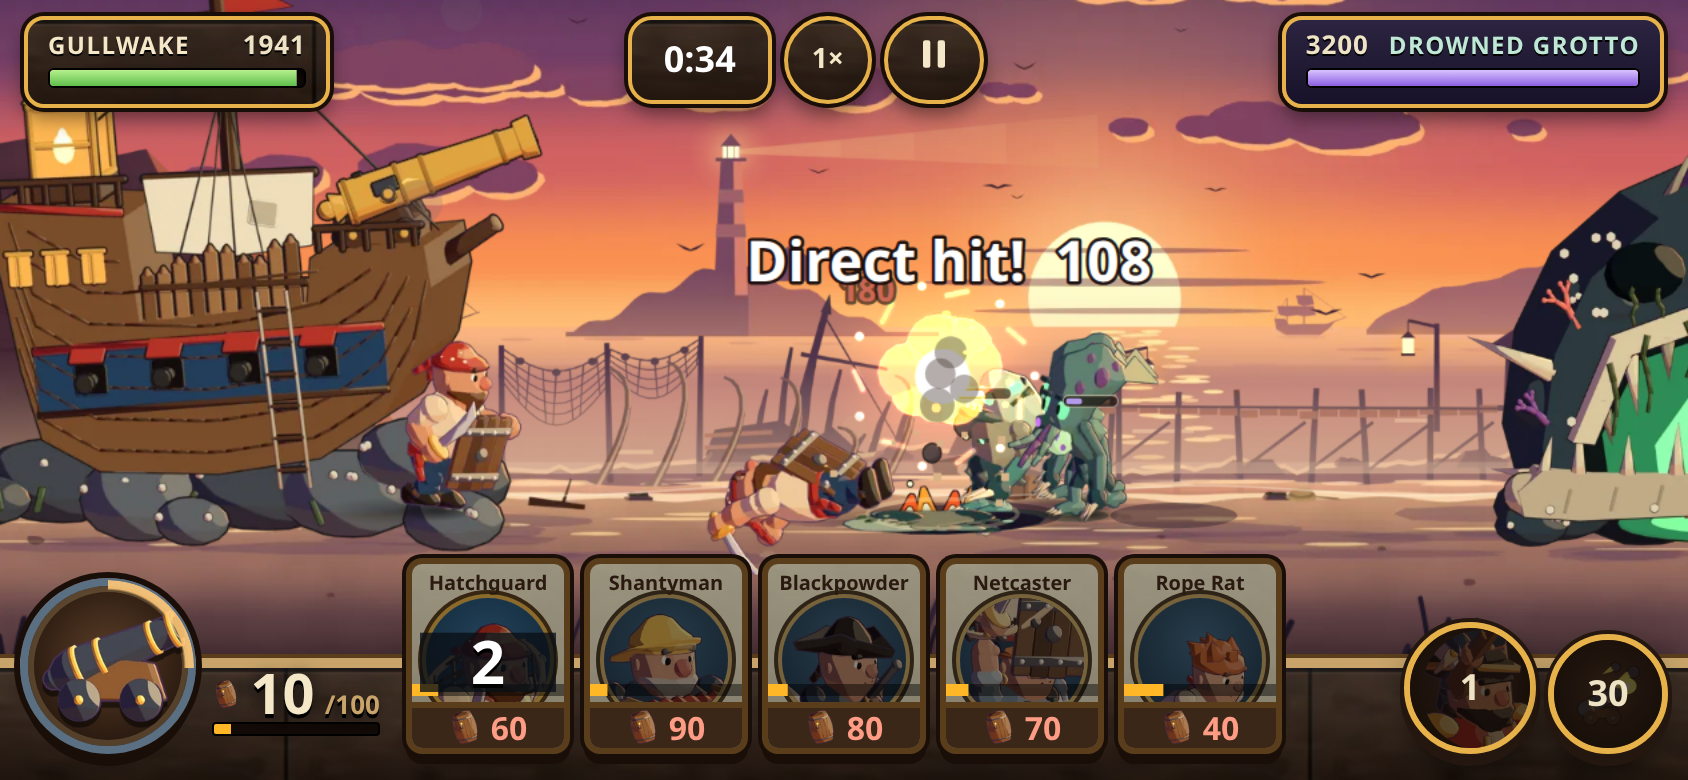 GULLWAKE 1941
0:34
1×
3200 DROWNED GROTTO
Direct hit! 108
180
Hatchguard
Shantyman
Blackpowder
Netcaster
Rope Rat
2
10 /100
60
90
80
70
40
1
30